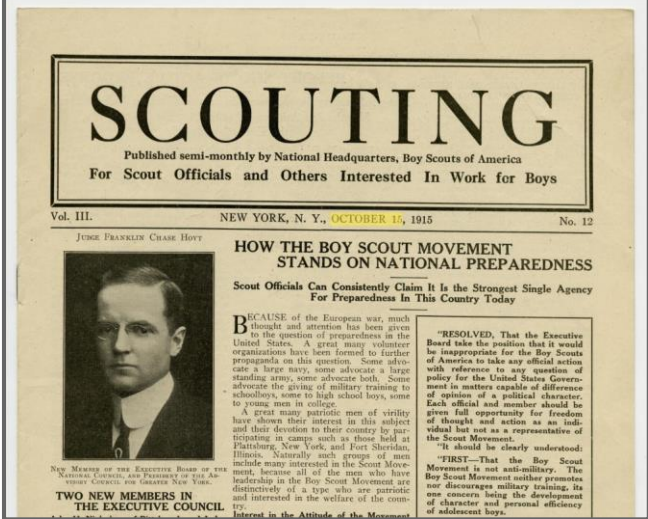 SCOUTING
Published semi-monthly by National Headquarters, Boy Scouts of America
For Scout Officials and Others Interested In Work for Boys
Vol. III.
NEW YORK, N. Y., OCTOBER 15, 1915
No. 12
JUDGE FRANKLIN CHASE HOYT
NEW MEMBER OF THE EXECUTIVE BOARD OF THE
NATIONAL COUNCIL, AND PRESIDENT OF THE AD-
VISORY COUNCIL FOR GREATER NEW YORK.
TWO NEW MEMBERS IN
THE EXECUTIVE COUNCIL
HOW THE BOY SCOUT MOVEMENT
STANDS ON NATIONAL PREPAREDNESS
Scout Officials Can Consistently Claim It Is the Strongest Single Agency
For Preparedness In This Country Today
BECAUSE of the European war, much
thought and attention has been given
to the question of preparedness in the
United States. A great many volunteer
organizations have been formed to further
propaganda on this question. Some advo-
cate a large navy, some advocate a large
standing army, some advocate both. Some
advocate the giving of military training to
schoolboys, some to high school boys, some
to young men in college.
A great many patriotic men of virility
have shown their interest in this subject
and their devotion to their country by par-
ticipating in camps such as those held at
Plattsburg, New York, and Fort Sheridan,
Illinois. Naturally such groups of men
include many interested in the Scout Move-
ment, because all of the men who have
leadership in the Boy Scout Movement are
distinctively of a type who are patriotic
and interested in the welfare of the coun-
try.
Interest in the Attitude of the Movement
"RESOLVED, That the Executive
Board take the position that it would
be inappropriate for the Boy Scouts
of America to take any official action
with reference to any question of
policy for the United States Govern-
ment in matters capable of difference
of opinion of a political character.
Each official and member should be
given full opportunity for freedom
of thought and action as an indi-
vidual but not as a representative of
the Scout Movement.
"It should be clearly understood:
"FIRST—That the Boy Scout
Movement is not anti-military. The
Boy Scout Movement neither promotes
nor discourages military training, its
one concern being the development
of character and personal efficiency
of adolescent boys.